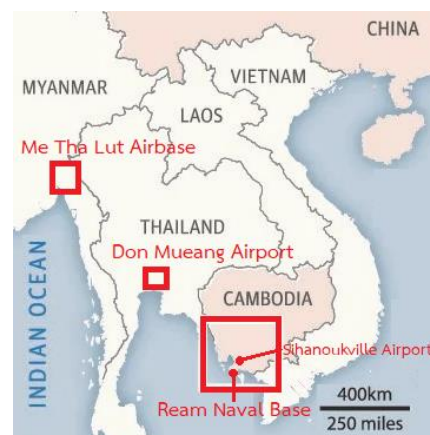 CHINA
VIETNAM
MYANMAR
LAOS
Me Tha Lut Airbase
THAILAND
Don Mueang Airport
INDIAN OCEAN
CAMBODIA
Sihanoukville Airport
Ream Naval Base
400km
250 miles